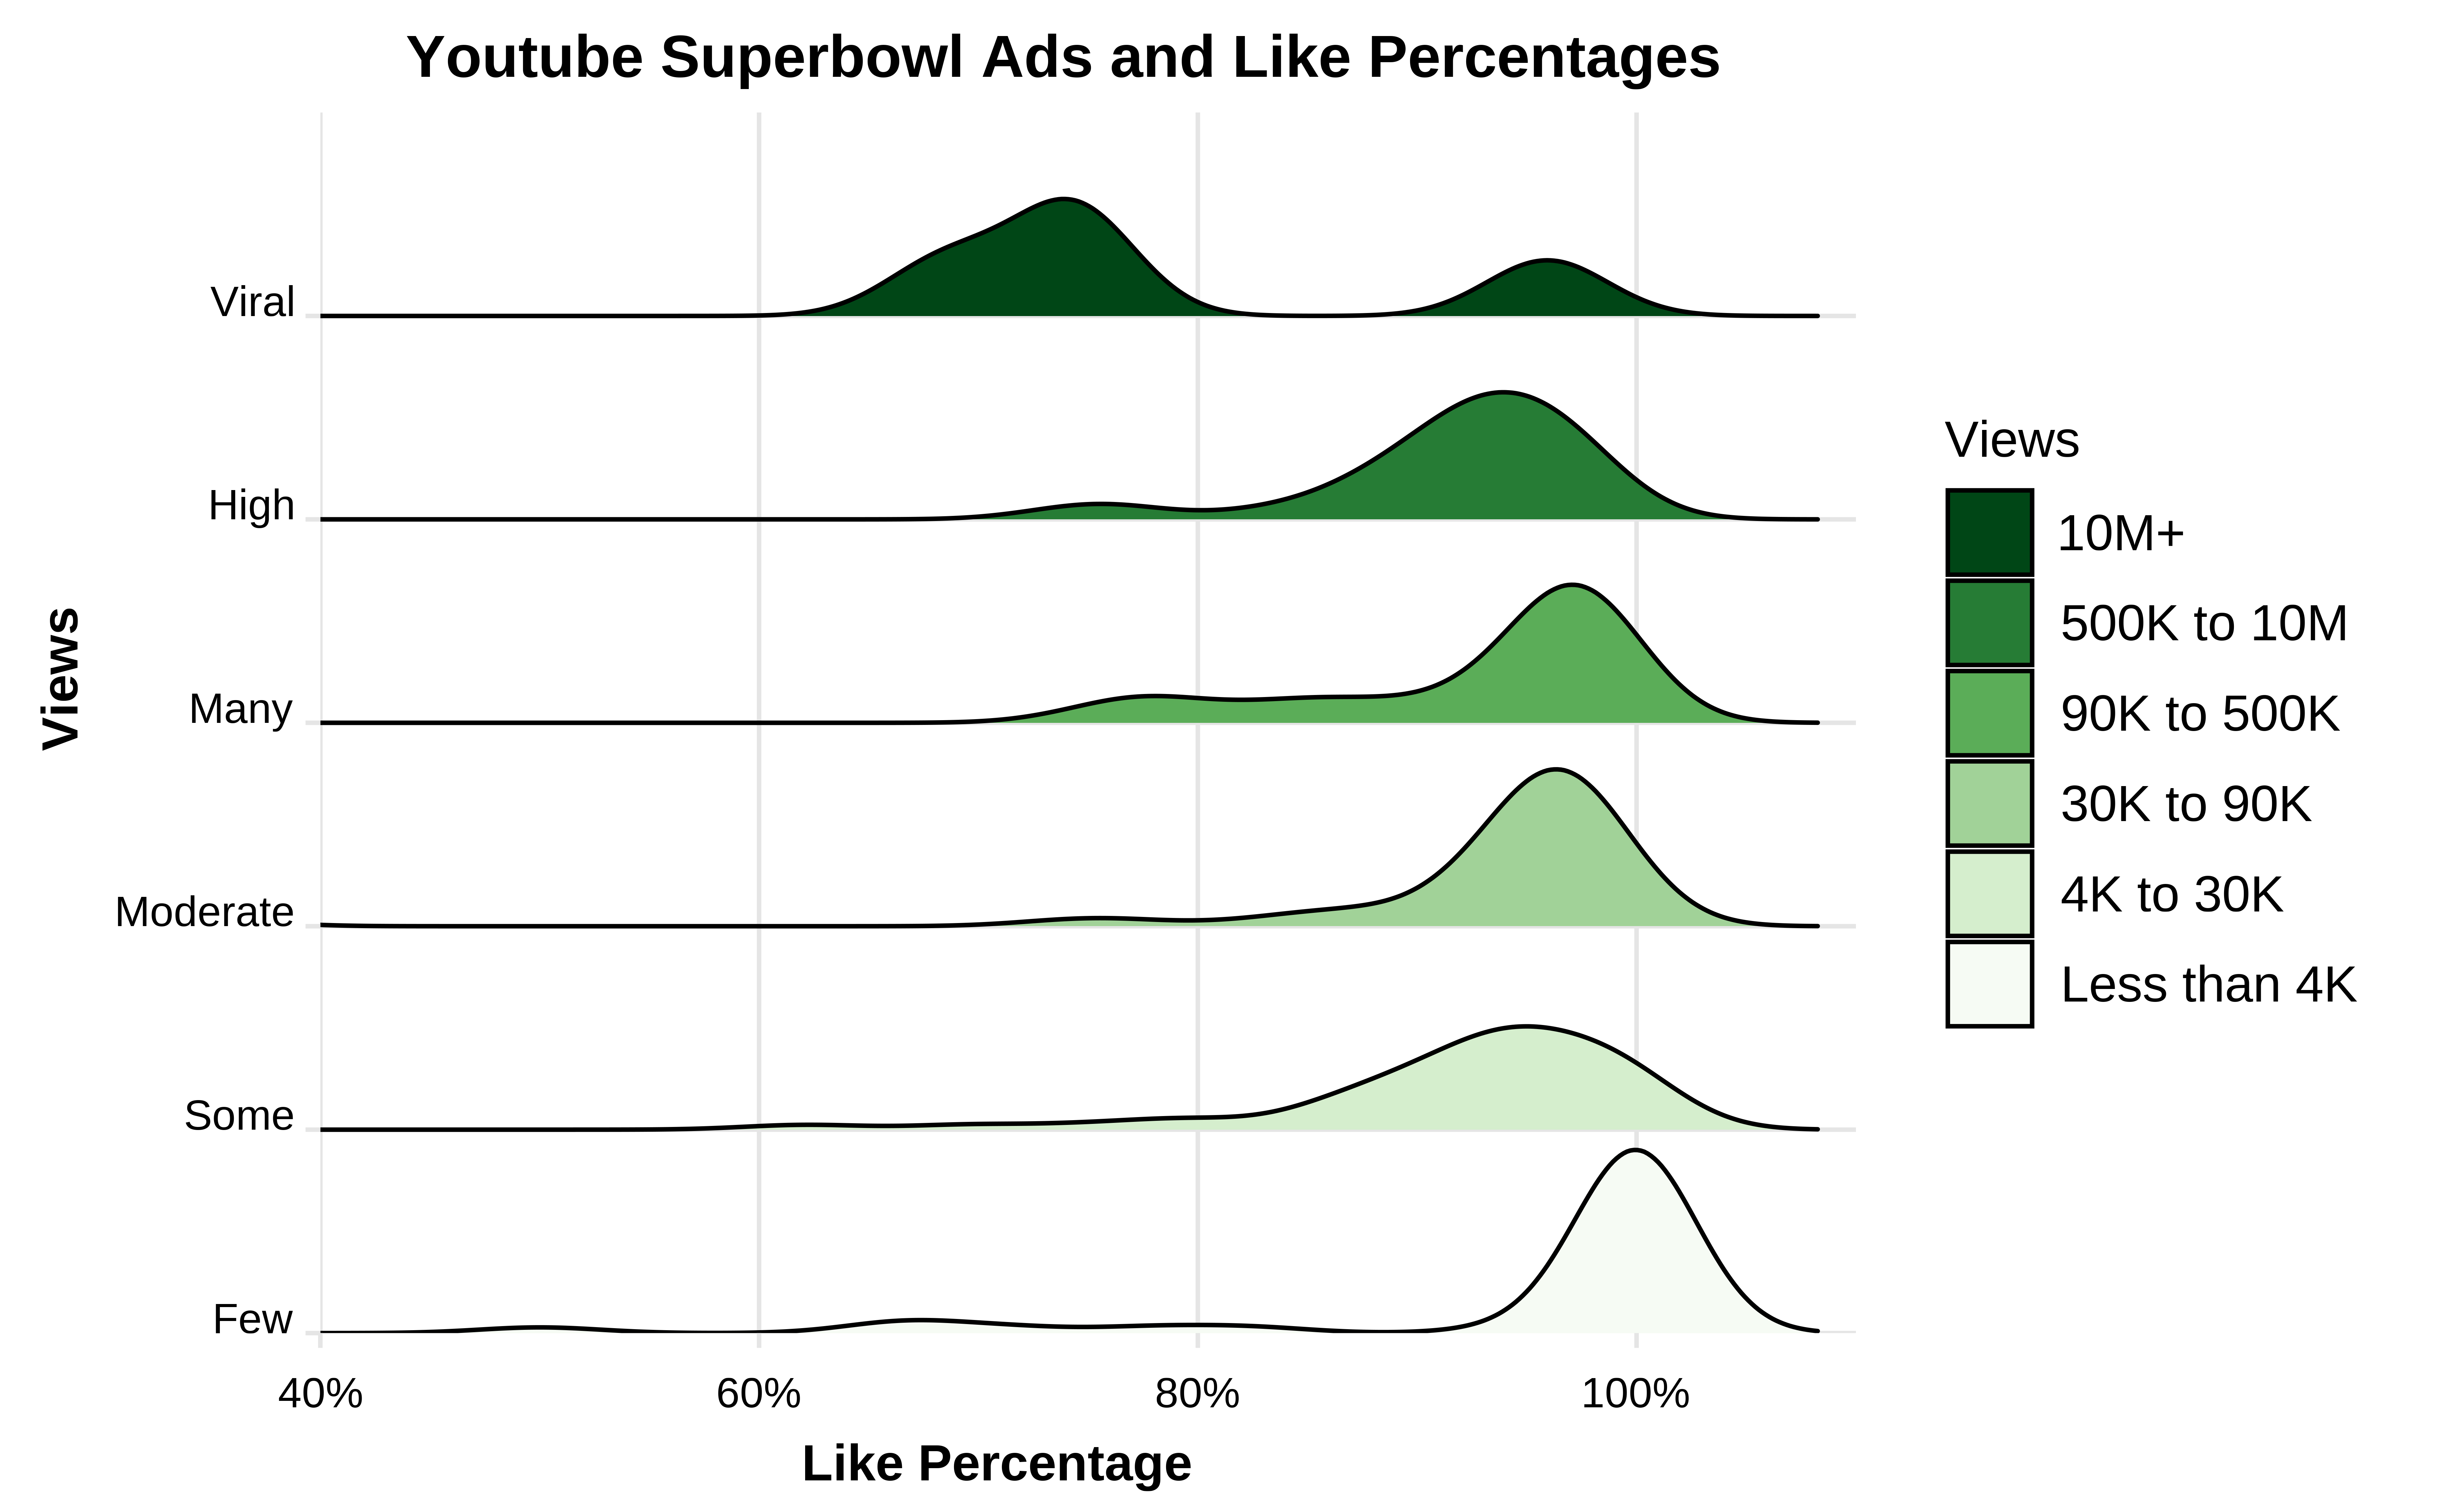 Youtube Superbowl Ads and Like Percentages
Views
Viral
High
Many
Moderate
Some
Few
40%
60%
80%
100%
Like Percentage
Views
10M+
500K to 10M
90K to 500K
30K to 90K
4K to 30K
Less than 4K